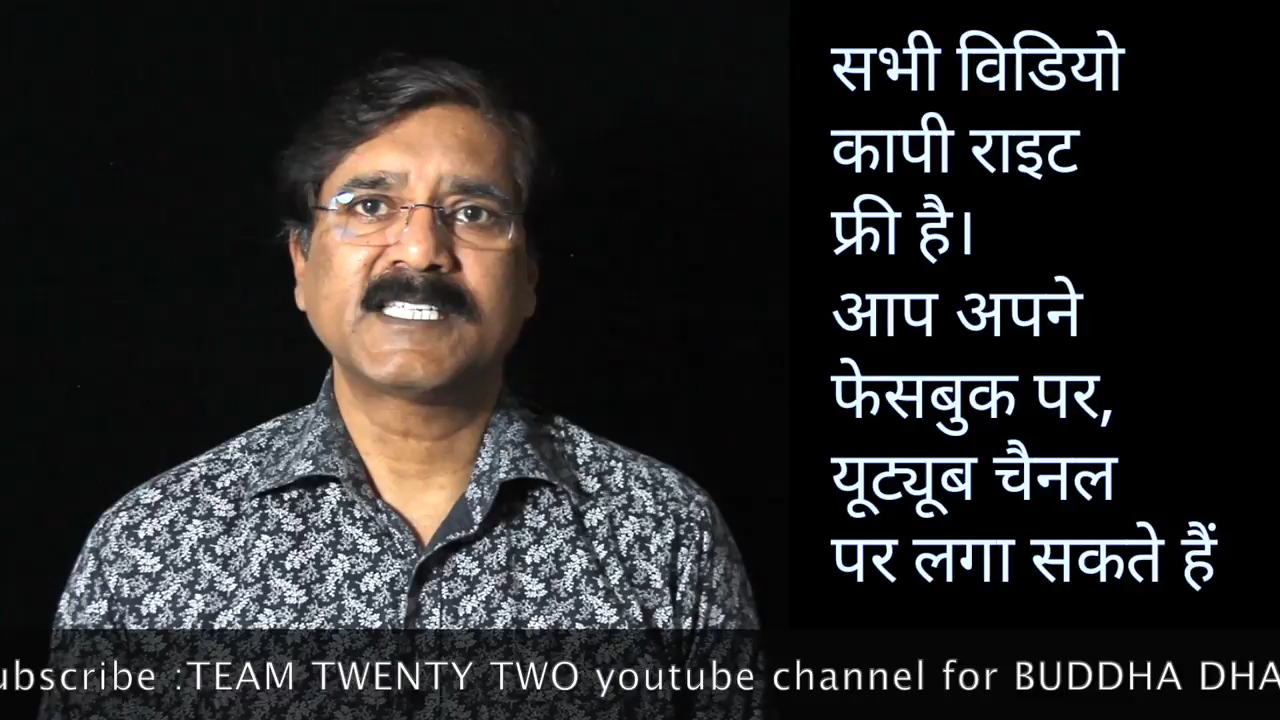 सभी विडियो
कापी राइट
फ्री है।
आप अपने
फेसबुक पर,
यूट्यूब चैनल
पर लगा सकते हैं
ubscribe :TEAM TWENTY TWO youtube channel for BUDDHA DHA